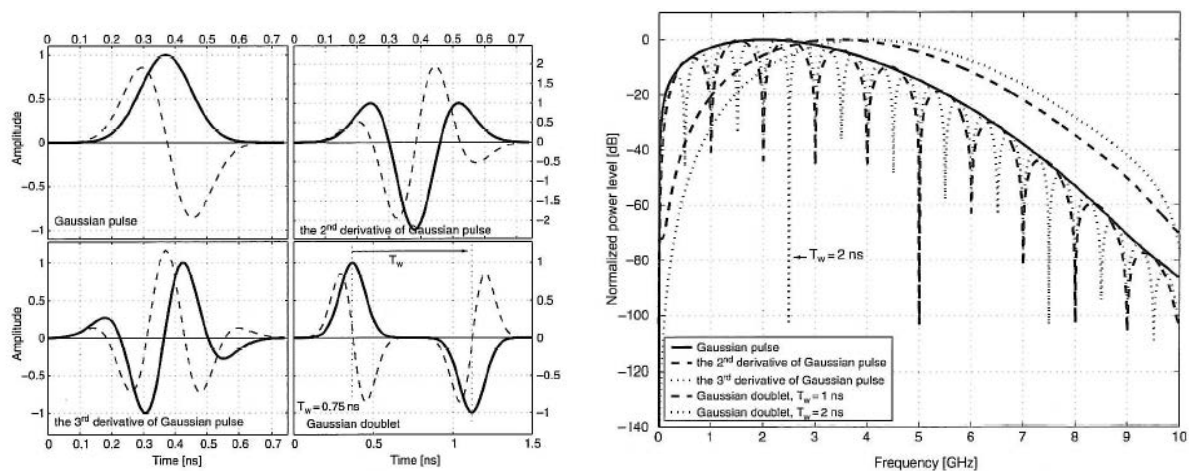 0 0.1 0.2 0.3 0.4 0.5 0.6 0.7 0 0.1 0.2 0.3 0.4 0.5 0.6 0.7
1
0.5
0
−0.5
−1
Amplitude
Gaussian pulse
2
1.5
1
0.5
0
−0.5
−1
−1.5
−2
the 2nd derivative of Gaussian pulse
1
0.5
0
−0.5
−1
Amplitude
the 3rd derivative of Gaussian pulse
0 0.1 0.2 0.3 0.4 0.5 0.6 0.7
Time [ns]
Tw
1
0.5
0
−0.5
−1
Tw = 0.75 ns
Gaussian doublet
0 0.5 1 1.5
Time [ns]
Normalized power level [dB]
0
−20
−40
−60
−80
−100
−120
−140
Tw = 2 ns
Gaussian pulse
the 2nd derivative of Gaussian pulse
the 3rd derivative of Gaussian pulse
Gaussian doublet, Tw = 1 ns
Gaussian doublet, Tw = 2 ns
0 1 2 3 4 5 6 7 8 9 10
Frequency [GHz]